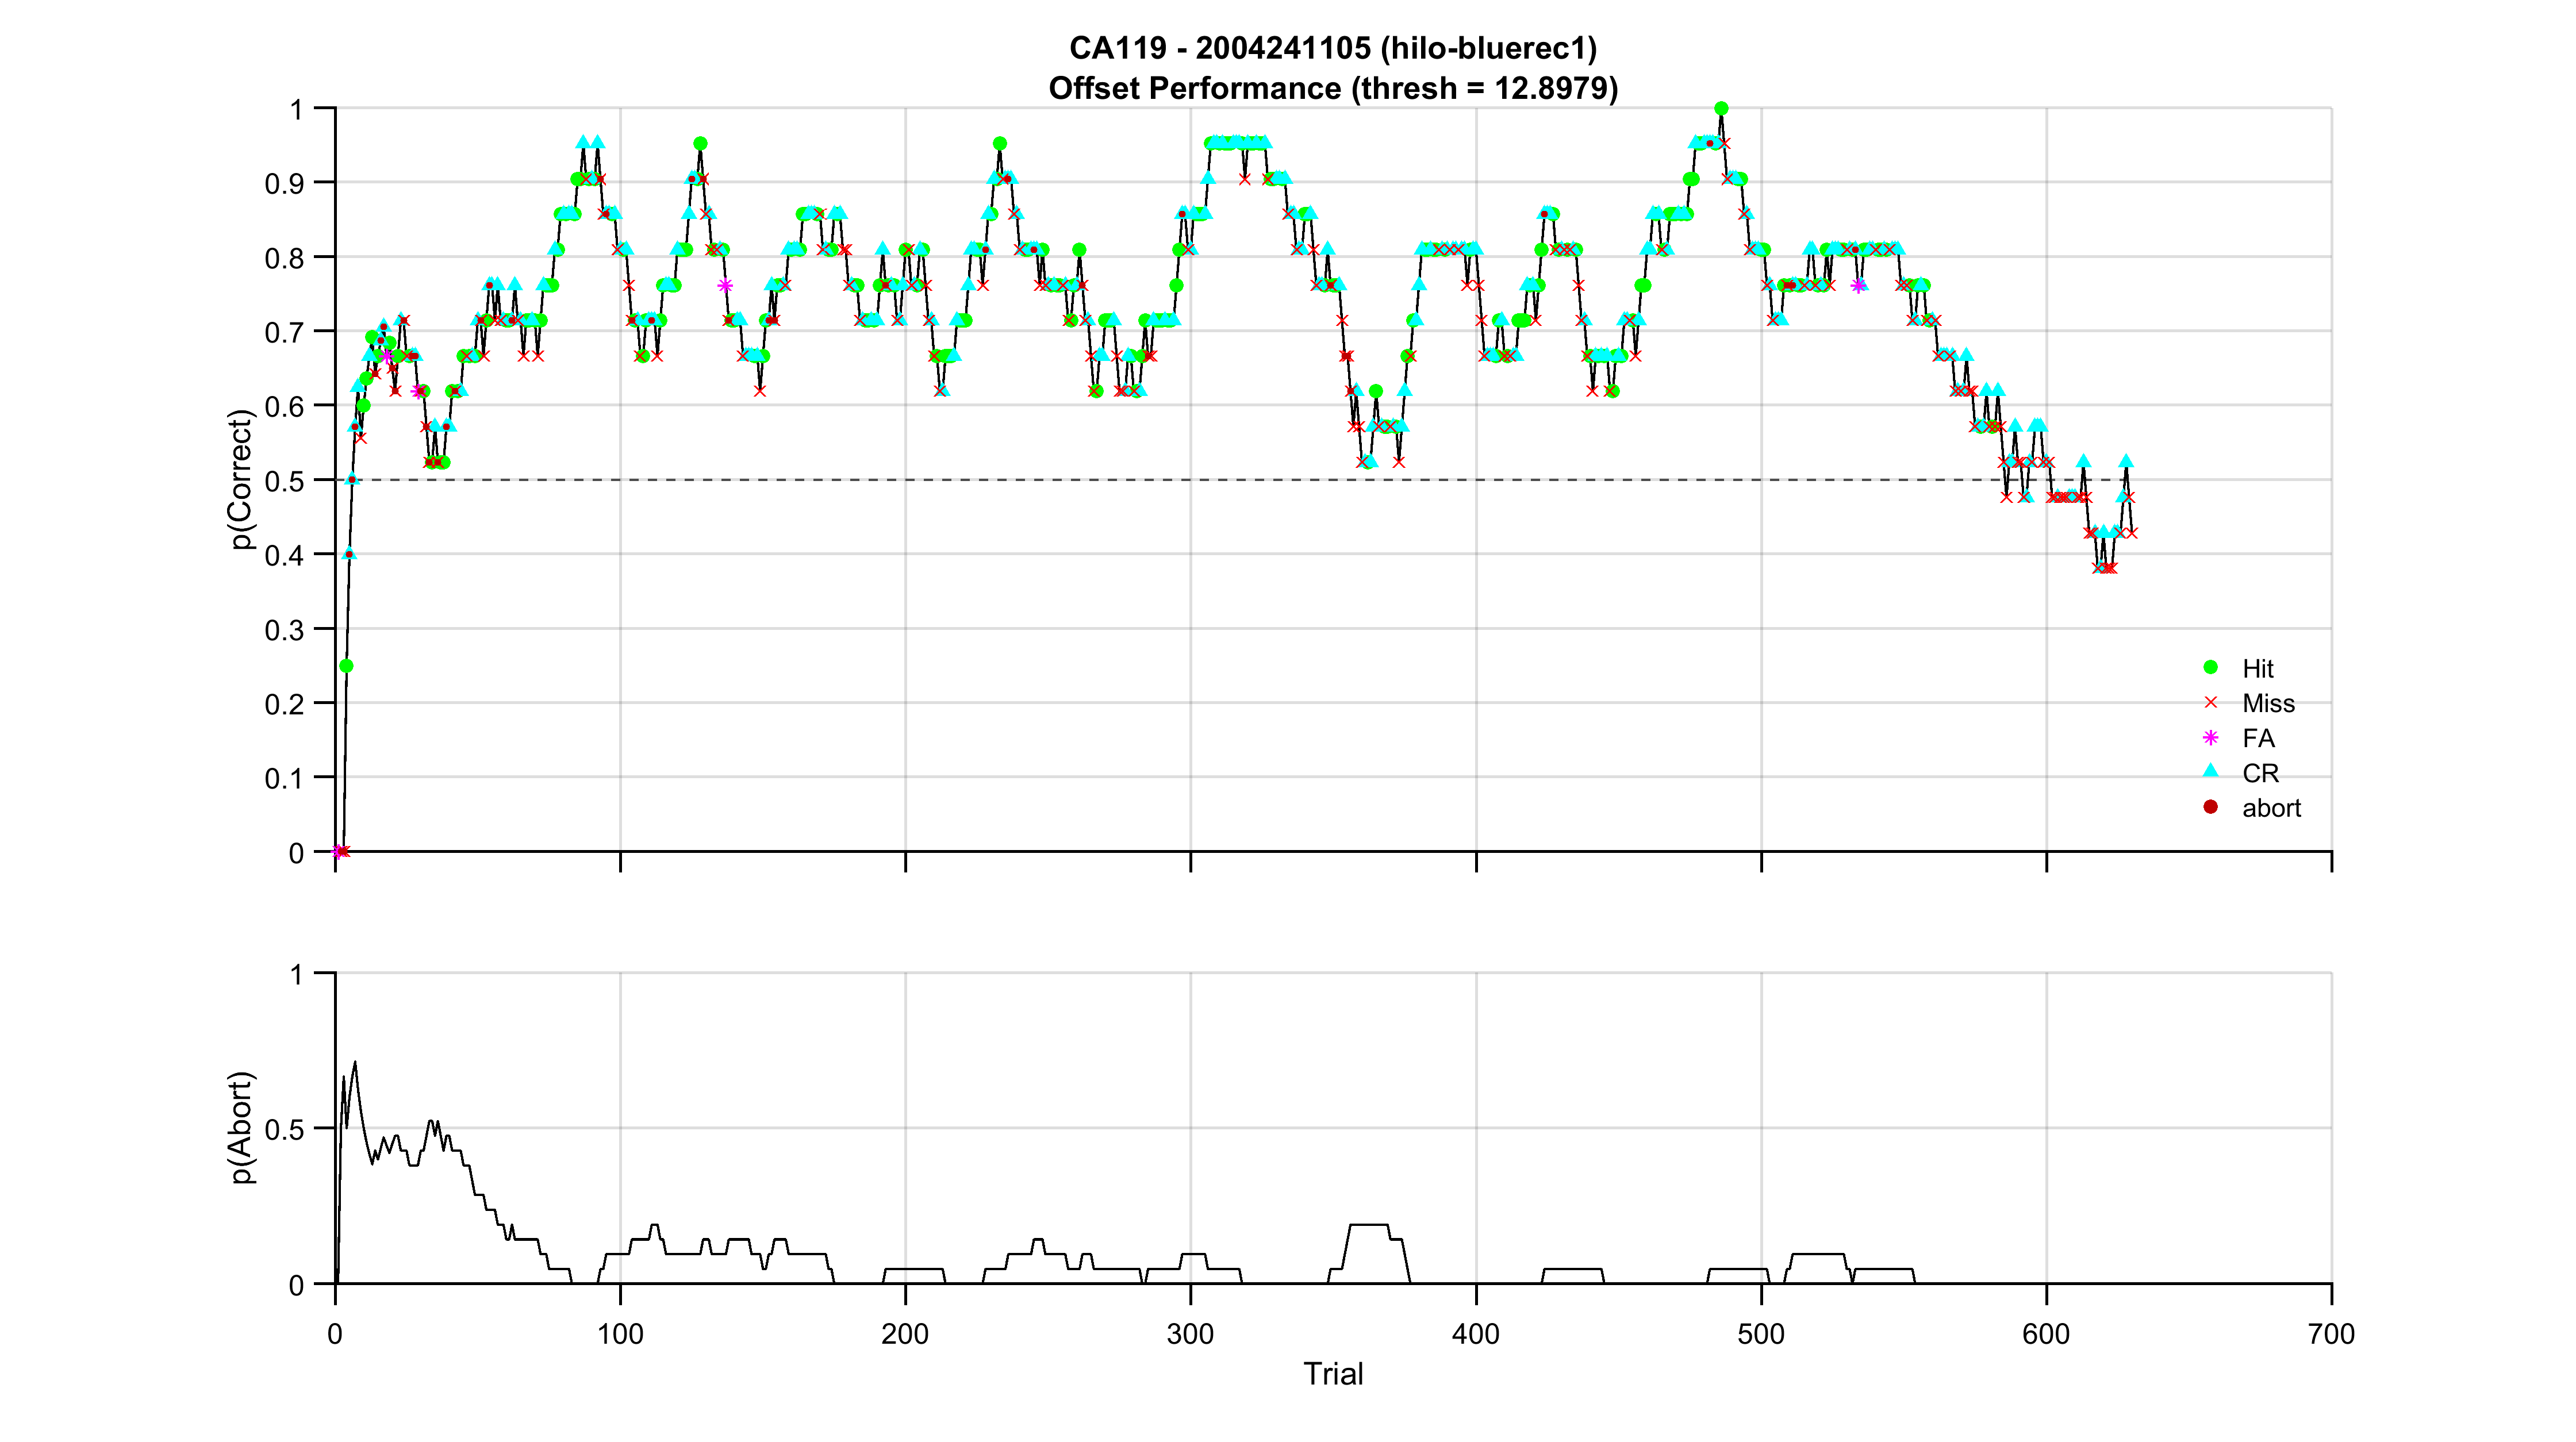 CA119 - 2004241105 (hilo-bluerec1)
Offset Performance (thresh = 12.8979)
1
0.9
0.8
0.7
0.6
0.5
0.4
0.3
0.2
0.1
0
p(Correct)
Hit
Miss
FA
CR
abort
1
0.5
0
p(Abort)
0 100 200 300 400 500 600 700
Trial